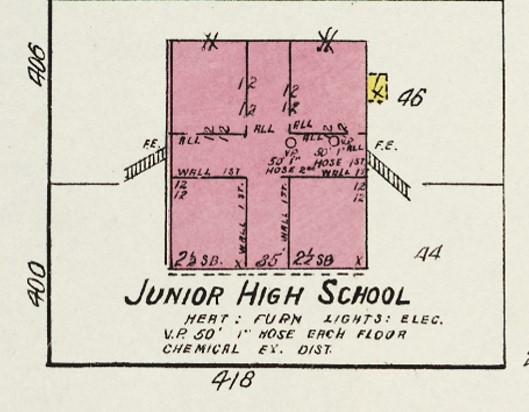 406
12
12
46
ALL
12
12
ALL
ALL
12
12
ALL
F.E.
F.E.
V.P.
50' 1"
HOSE 2nd
V.P.
50' 1"
HOSE 1ST
WALL 1ST
WALL 1ST
12
12
12
12
WALL 1ST.
WALL 1ST.
400
44
2½ SB.
X
35'
2½ SB
X
JUNIOR HIGH SCHOOL
HEAT: FURN LIGHTS: ELEC.
V.P. 50' 1" HOSE EACH FLOOR
CHEMICAL EX. DIST.
418